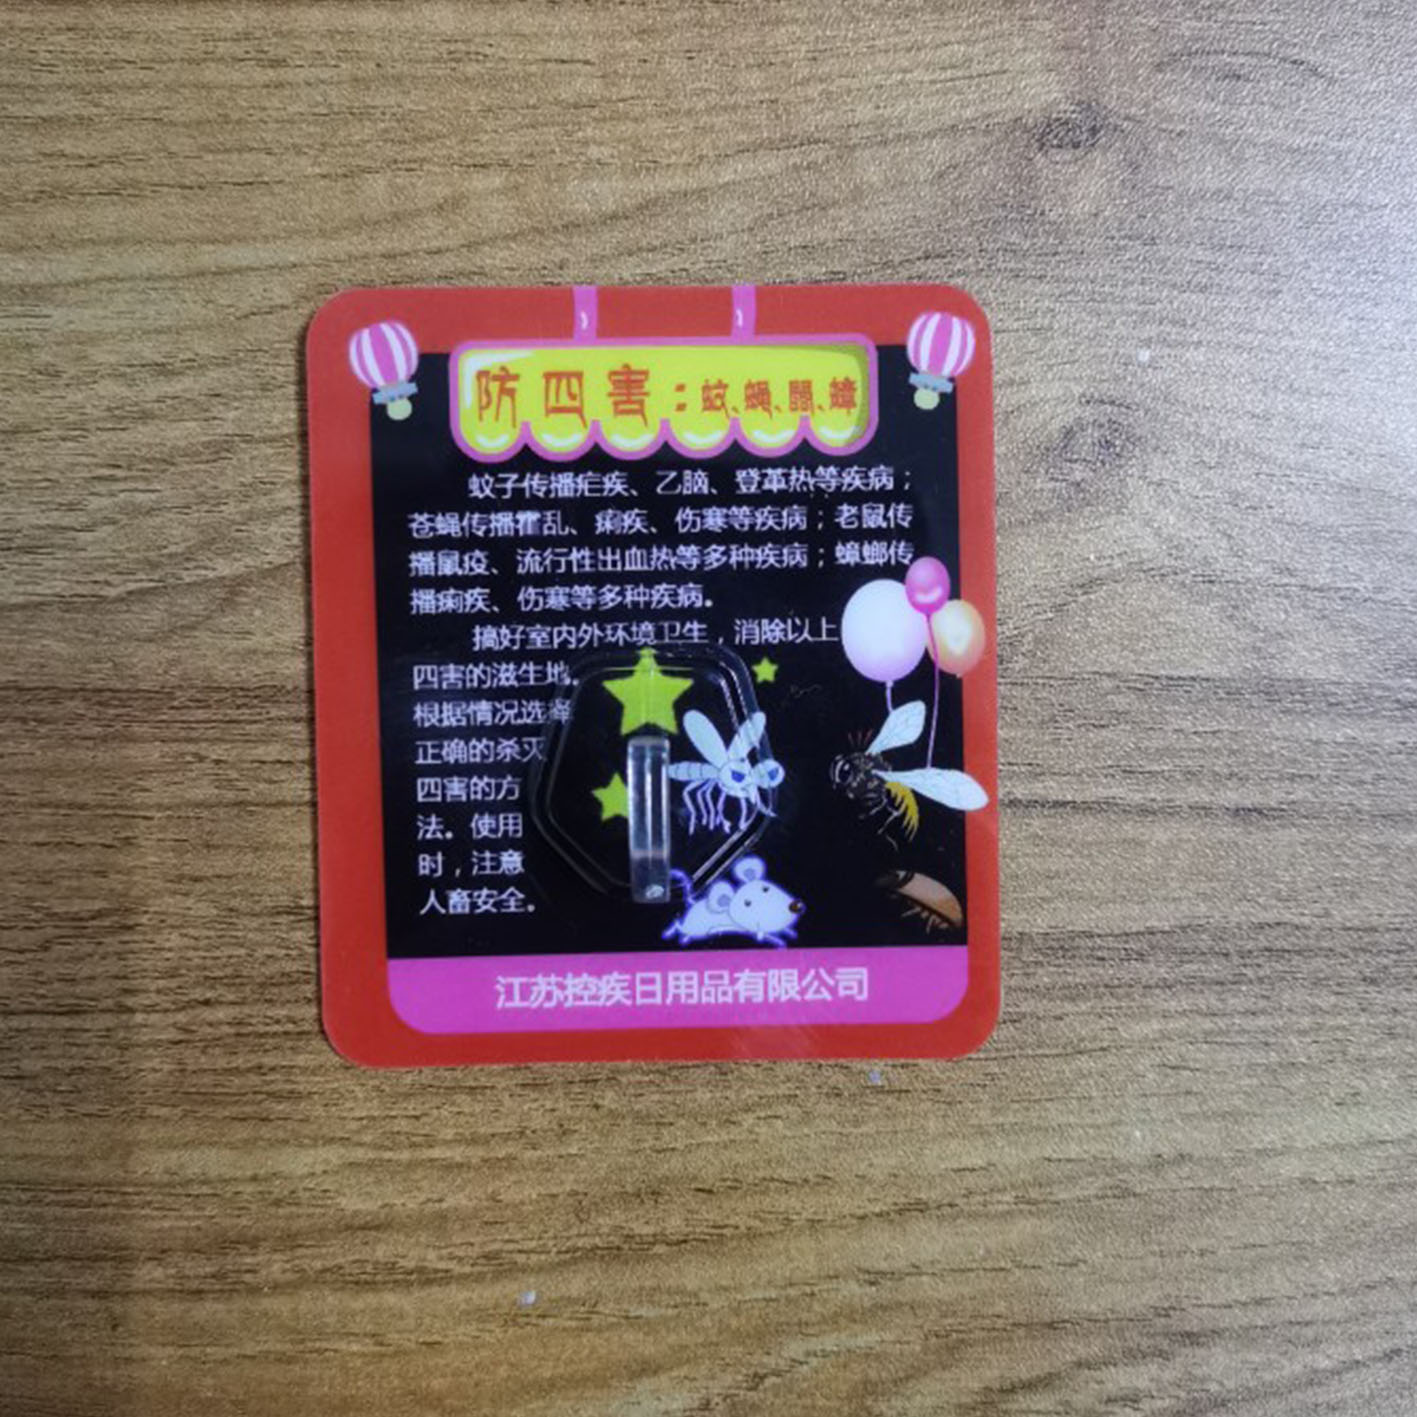 防四害：蚊、蝇、鼠、蟑
蚊子传播疟疾、乙脑、登革热等疾病；
苍蝇传播霍乱、痢疾、伤寒等疾病；老鼠传
播鼠疫、流行性出血热等多种疾病；蟑螂传
播痢疾、伤寒等多种疾病。
搞好室内外环境卫生，消除以上
四害的滋生地。
根据情况选择
正确的杀灭
四害的方
法。使用
时，注意
人畜安全。
江苏控疾日用品有限公司